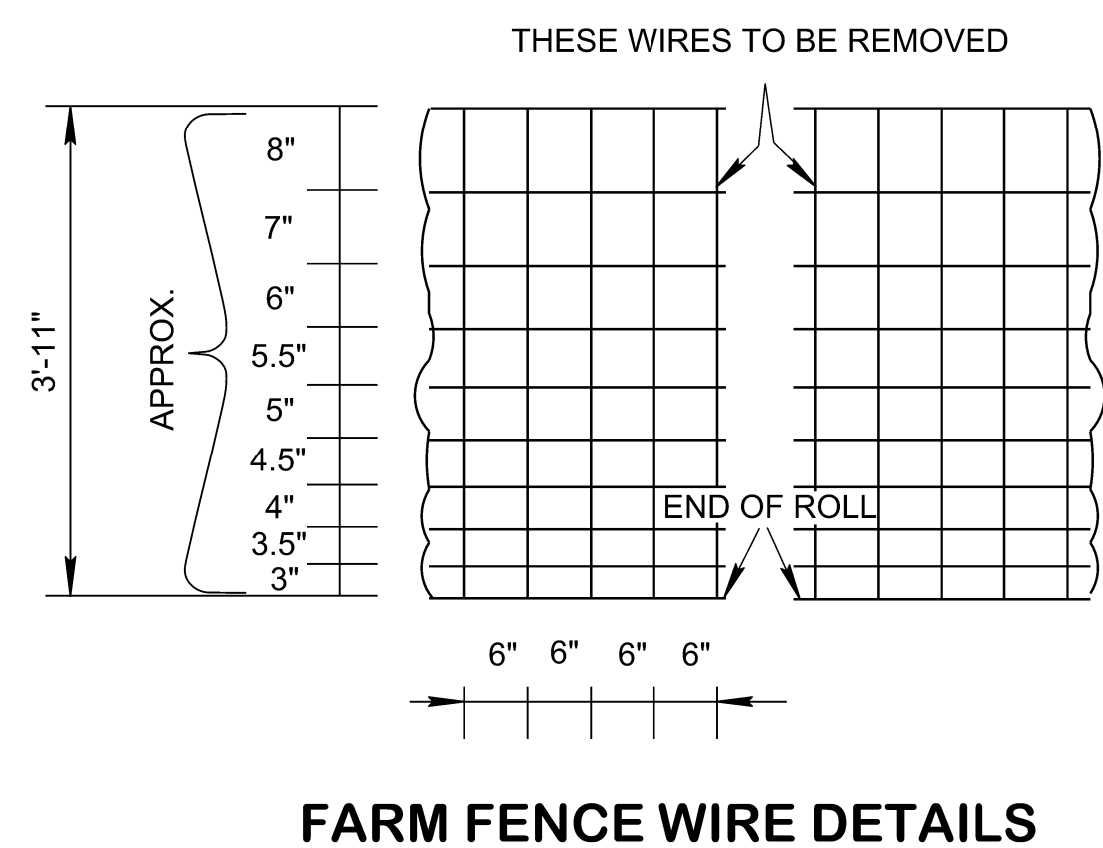 THESE WIRES TO BE REMOVED
8"
7"
6"
5.5"
5"
4.5"
4"
3.5"
3"
3'-11"
APPROX.
END OF ROLL
6" 6" 6" 6"
FARM FENCE WIRE DETAILS